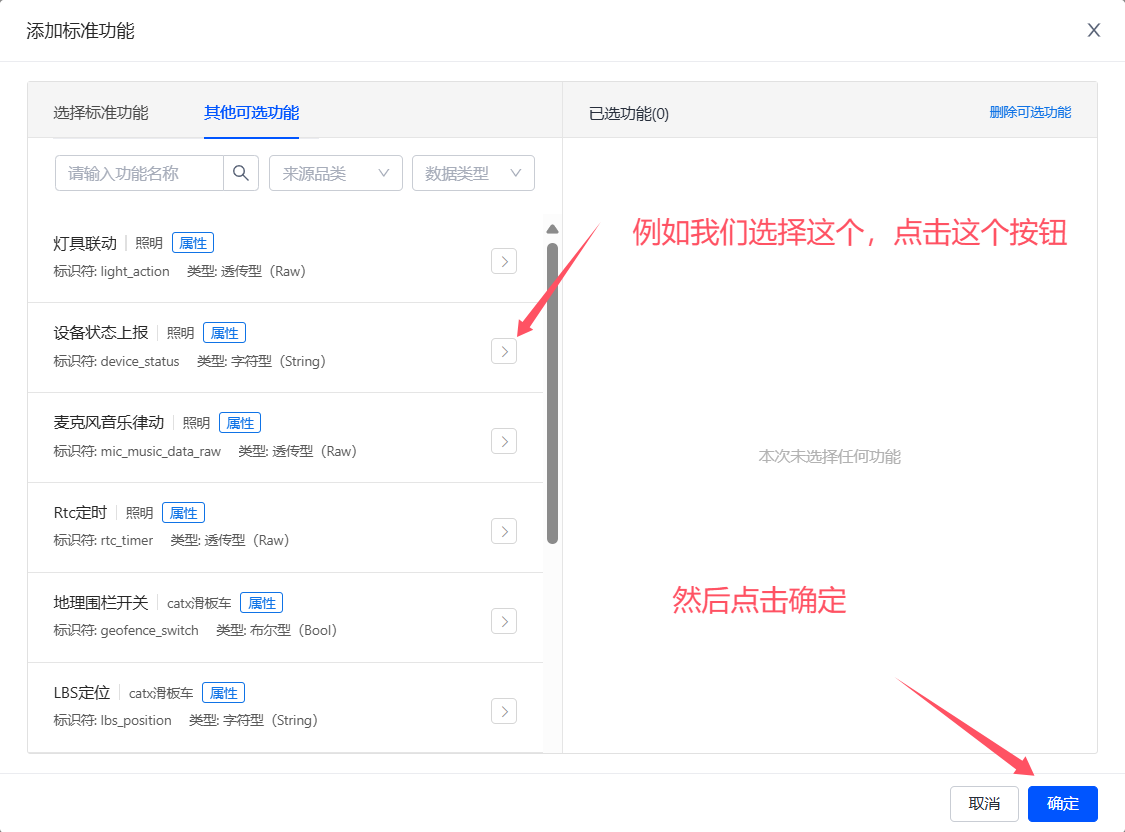 添加标准功能
选择标准功能 其他可选功能 已选功能(0) 删除可选功能
请输入功能名称 来源品类 数据类型
例如我们选择这个，点击这个按钮
灯具联动 照明 属性
标识符: light_action 类型: 透传型（Raw）
设备状态上报 照明 属性
标识符: device_status 类型: 字符型（String）
麦克风音乐律动 照明 属性
标识符: mic_music_data_raw 类型: 透传型（Raw）
本次未选择任何功能
Rtc定时 照明 属性
标识符: rtc_timer 类型: 透传型（Raw）
地理围栏开关 catx滑板车 属性
标识符: geofence_switch 类型: 布尔型（Bool）
然后点击确定
LBS定位 catx滑板车 属性
标识符: lbs_position 类型: 字符型（String）
取消 确定